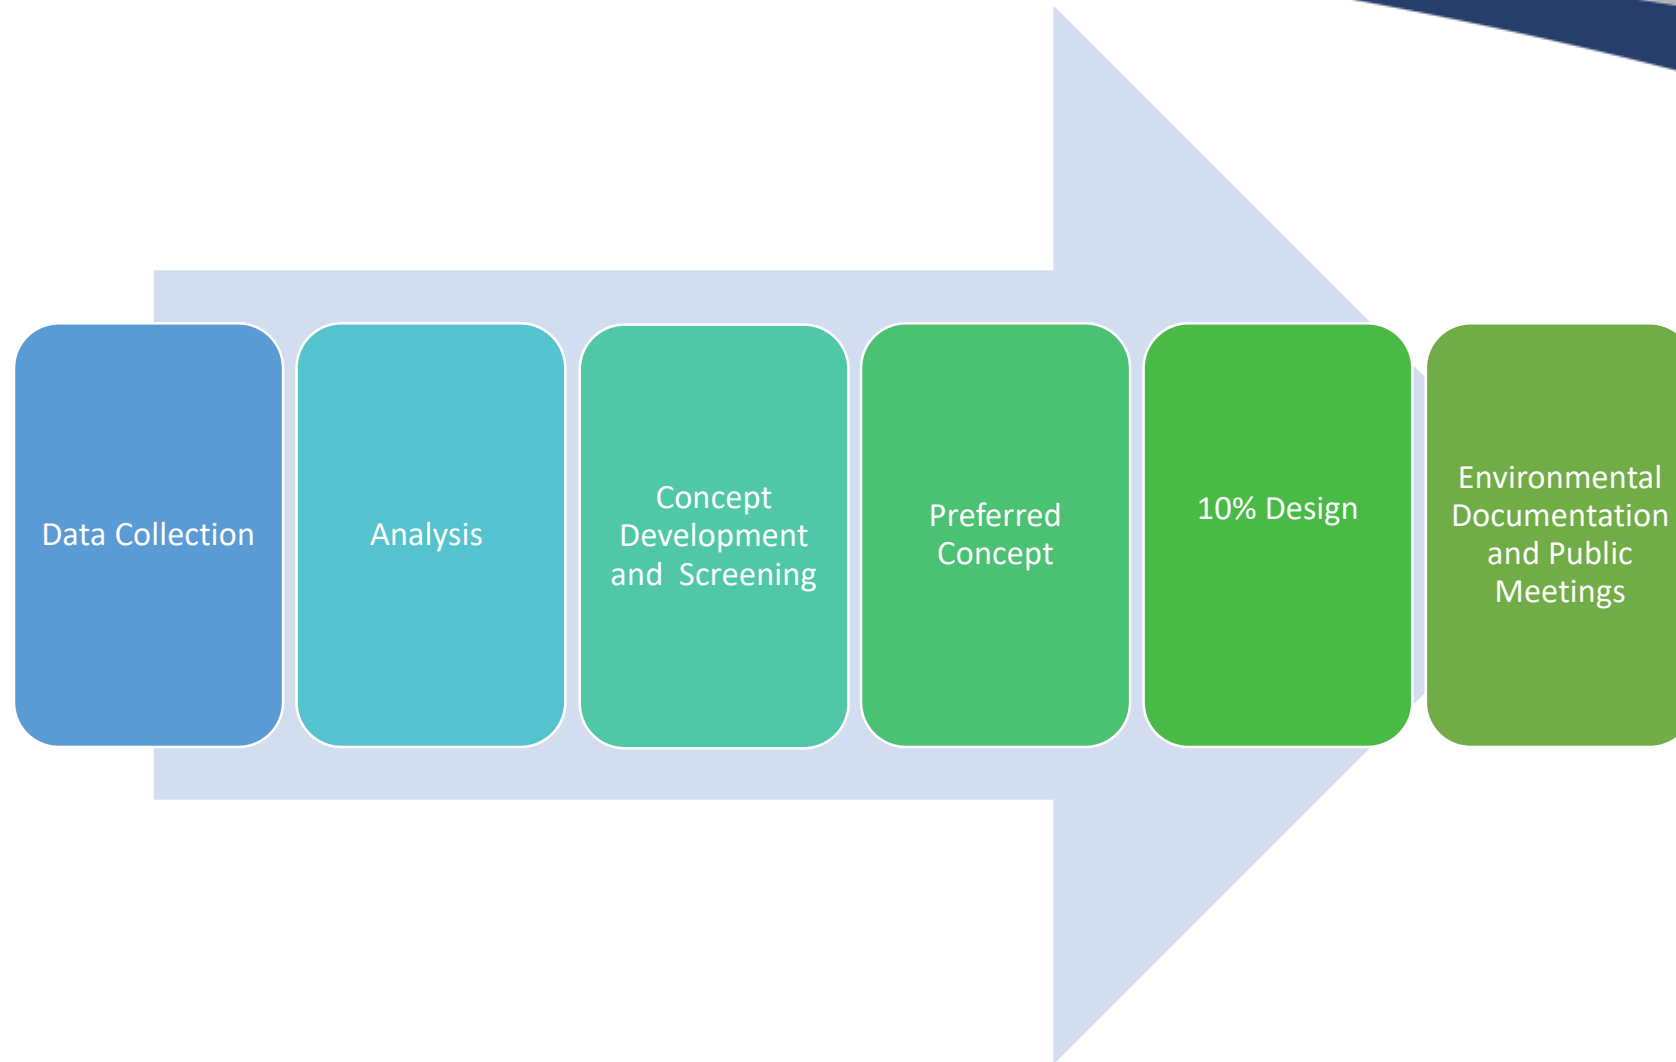 Data Collection
Analysis
Concept
Development
and  Screening
Preferred
Concept
10% Design
Environmental
Documentation
and Public
Meetings